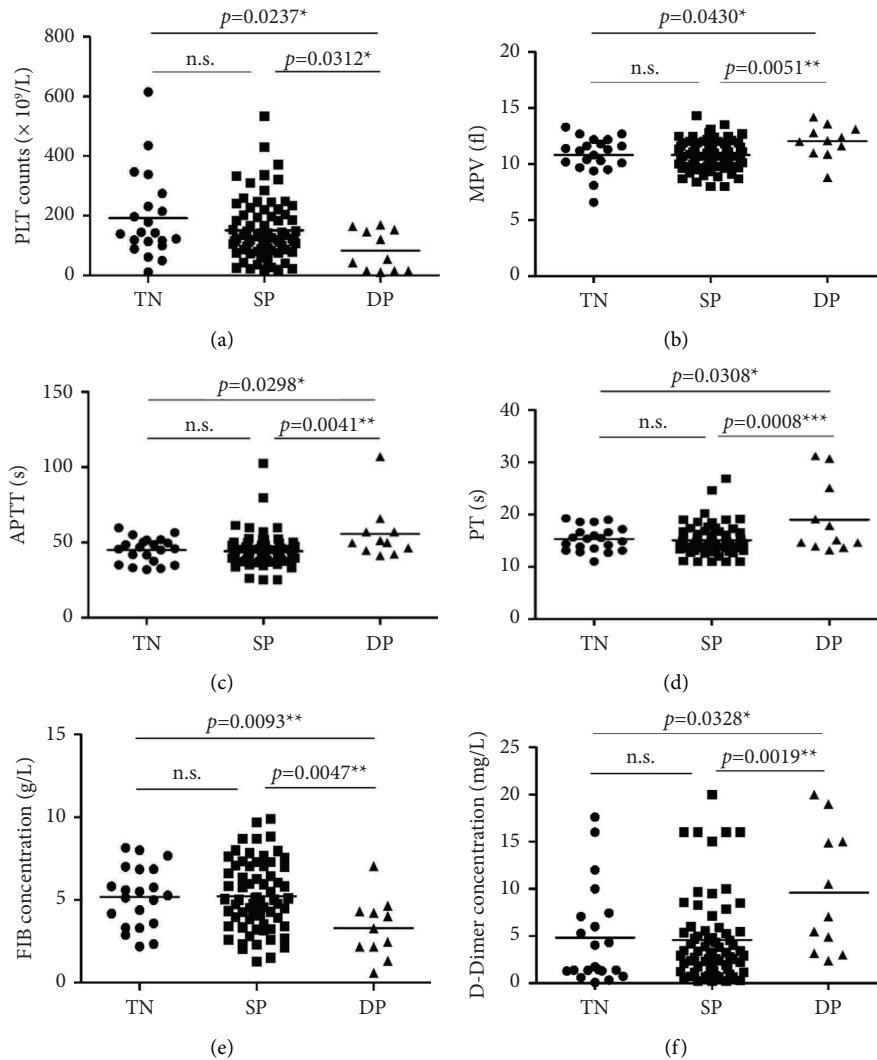 p=0.0237*
n.s.
p=0.0312*
800
600
400
200
0
PLT counts (× 10⁹/L)
TN
SP
DP
(a)
p=0.0430*
n.s.
p=0.0051**
20
15
10
5
0
MPV (fl)
TN
SP
DP
(b)
p=0.0298*
n.s.
p=0.0041**
150
100
50
0
APTT (s)
TN
SP
DP
(c)
p=0.0308*
n.s.
p=0.0008***
40
30
20
10
0
PT (s)
TN
SP
DP
(d)
p=0.0093**
n.s.
p=0.0047**
15
10
5
0
FIB concentration (g/L)
TN
SP
DP
(e)
p=0.0328*
n.s.
p=0.0019**
25
20
15
10
5
0
D-Dimer concentration (mg/L)
TN
SP
DP
(f)